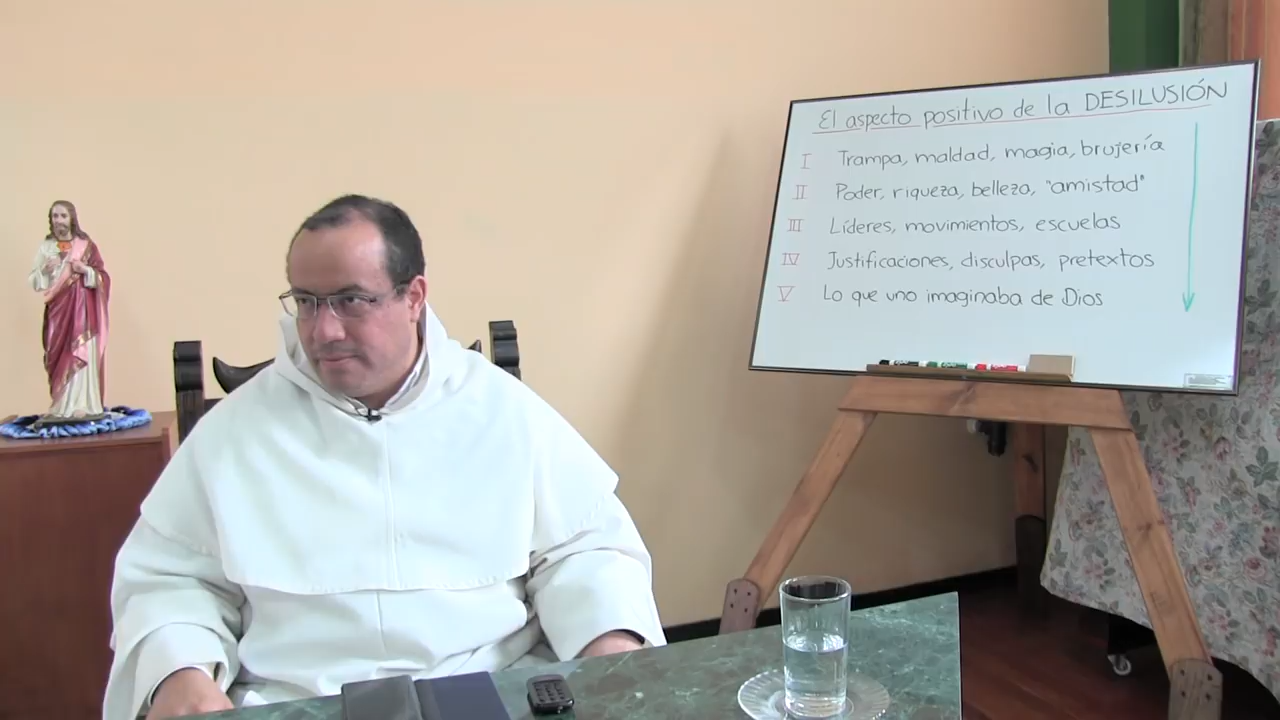 El aspecto positivo de la DESILUSIÓN
I Trampa, maldad, magia, brujería
II Poder, riqueza, belleza, "amistad"
III Líderes, movimientos, escuelas
IV Justificaciones, disculpas, pretextos
V Lo que uno imaginaba de Dios